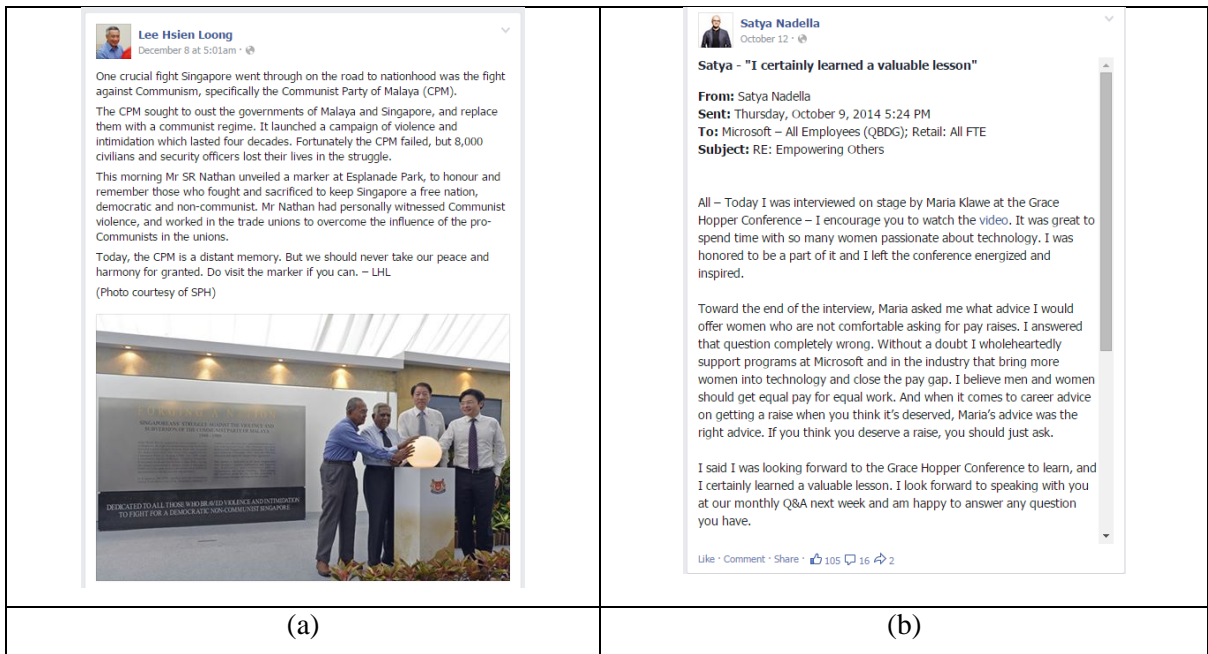 Lee Hsien Loong
December 8 at 5:01am ·
One crucial fight Singapore went through on the road to nationhood was the fight
against Communism, specifically the Communist Party of Malaya (CPM).
The CPM sought to oust the governments of Malaya and Singapore, and replace
them with a communist regime. It launched a campaign of violence and
intimidation which lasted four decades. Fortunately the CPM failed, but 8,000
civilians and security officers lost their lives in the struggle.
This morning Mr SR Nathan unveiled a marker at Esplanade Park, to honour and
remember those who fought and sacrificed to keep Singapore a free nation,
democratic and non-communist. Mr Nathan had personally witnessed Communist
violence, and worked in the trade unions to overcome the influence of the pro-
Communists in the unions.
Today, the CPM is a distant memory. But we should never take our peace and
harmony for granted. Do visit the marker if you can. – LHL
(Photo courtesy of SPH)
SINGAPOREANS' STRUGGLE AGAINST THE VIOLENCE AND
SUBVERSION OF THE COMMUNIST PARTY OF MALAYA
DEDICATED TO ALL THOSE WHO BRAVED VIOLENCE AND INTIMIDATION
TO FIGHT FOR A DEMOCRATIC NON-COMMUNIST SINGAPORE
(a)
Satya Nadella
October 12 ·
Satya - "I certainly learned a valuable lesson"
From: Satya Nadella
Sent: Thursday, October 9, 2014 5:24 PM
To: Microsoft – All Employees (QBDG); Retail: All FTE
Subject: RE: Empowering Others
All – Today I was interviewed on stage by Maria Klawe at the Grace
Hopper Conference – I encourage you to watch the video. It was great to
spend time with so many women passionate about technology. I was
honored to be a part of it and I left the conference energized and
inspired.
Toward the end of the interview, Maria asked me what advice I would
offer women who are not comfortable asking for pay raises. I answered
that question completely wrong. Without a doubt I wholeheartedly
support programs at Microsoft and in the industry that bring more
women into technology and close the pay gap. I believe men and women
should get equal pay for equal work. And when it comes to career advice
on getting a raise when you think it's deserved, Maria's advice was the
right advice. If you think you deserve a raise, you should just ask.
I said I was looking forward to the Grace Hopper Conference to learn, and
I certainly learned a valuable lesson. I look forward to speaking with you
at our monthly Q&A next week and am happy to answer any question
you have.
Like · Comment · Share · 105 16 2
(b)